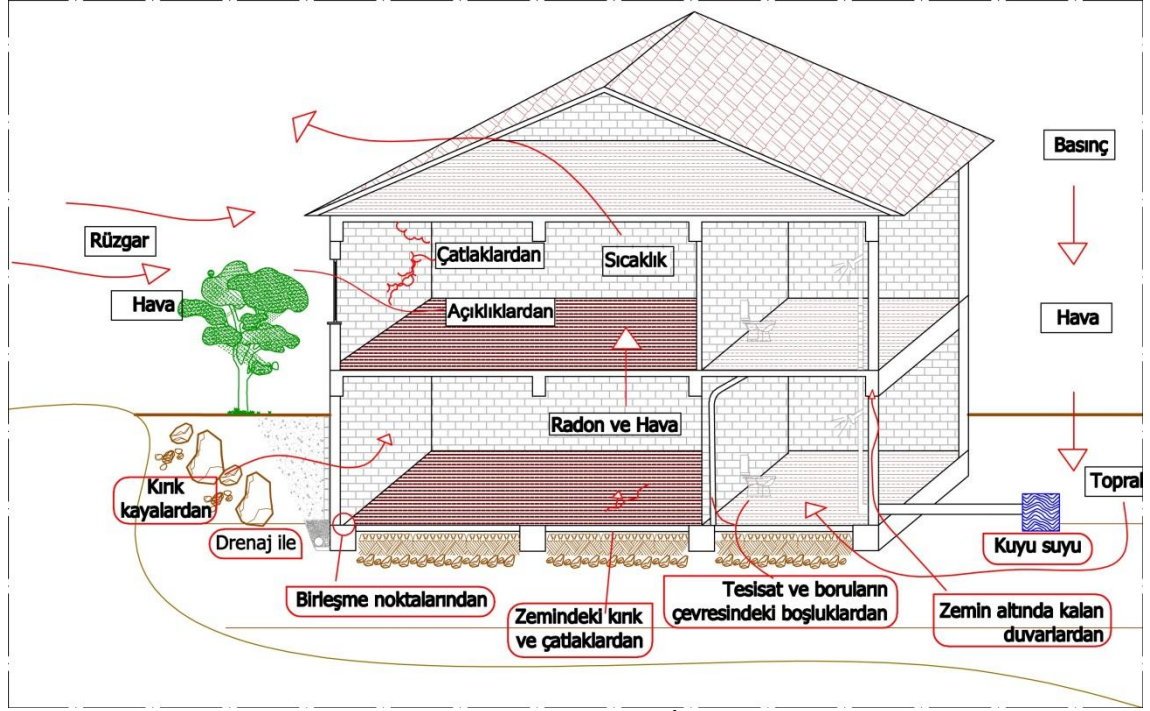 Basınç
Rüzgar
Çatlaklardan
Sıcaklık
Hava
Açıklıklardan
Hava
Radon ve Hava
Kırık
kayalardan
Topral
Drenaj ile
Kuyu suyu
Birleşme noktalarından
Zemindeki kırık
ve çatlaklardan
Tesisat ve boruların
çevresindeki boşluklardan
Zemin altında kalan
duvarlardan